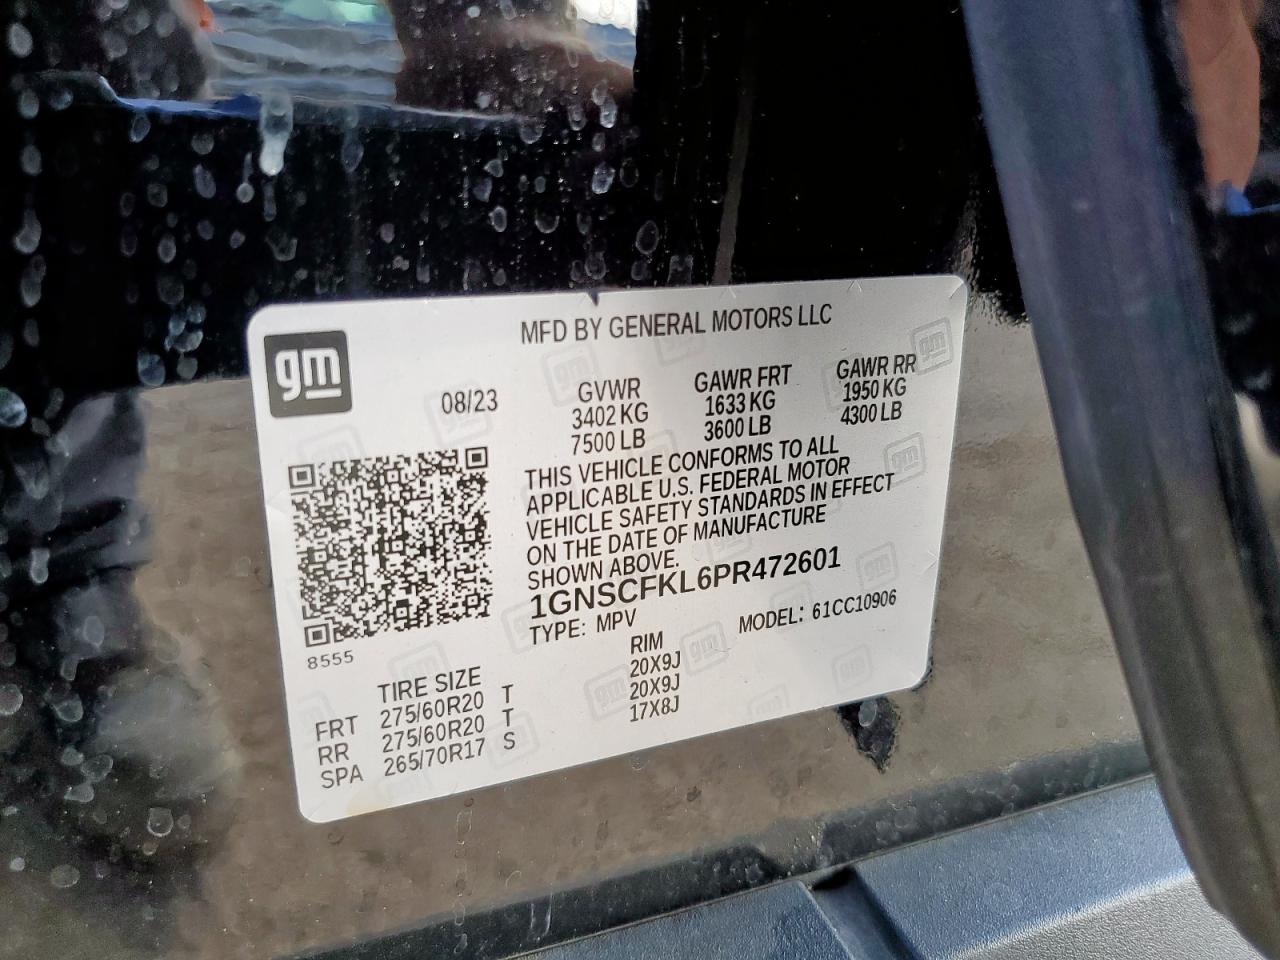 gm
MFD BY GENERAL MOTORS LLC
08/23
GVWR GAWR FRT GAWR RR
3402 KG 1633 KG 1950 KG
7500 LB 3600 LB 4300 LB
THIS VEHICLE CONFORMS TO ALL
APPLICABLE U.S. FEDERAL MOTOR
VEHICLE SAFETY STANDARDS IN EFFECT
ON THE DATE OF MANUFACTURE
SHOWN ABOVE.
1GNSCFKL6PR472601
TYPE: MPV MODEL: 61CC10906
8555
TIRE SIZE RIM
FRT 275/60R20 T 20X9J
RR 275/60R20 T 20X9J
SPA 265/70R17 S 17X8J